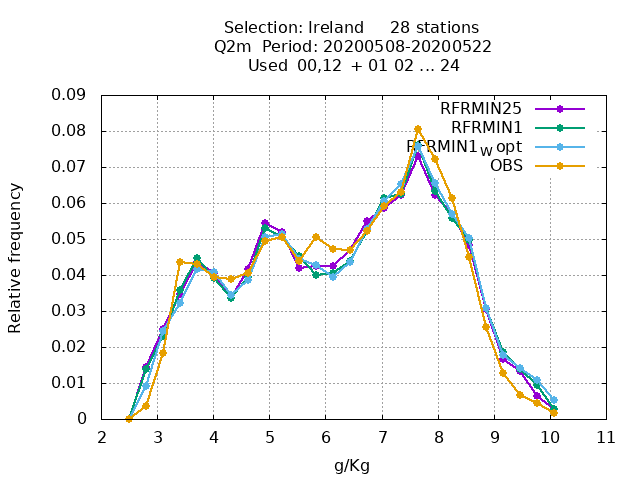 Selection: Ireland 28 stations
Q2m Period: 20200508-20200522
Used 00,12 + 01 02 ... 24
RFRMIN25
RFRMIN1
RFRMIN1w opt
OBS
Relative frequency
0.09
0.08
0.07
0.06
0.05
0.04
0.03
0.02
0.01
0
2 3 4 5 6 7 8 9 10 11
g/Kg